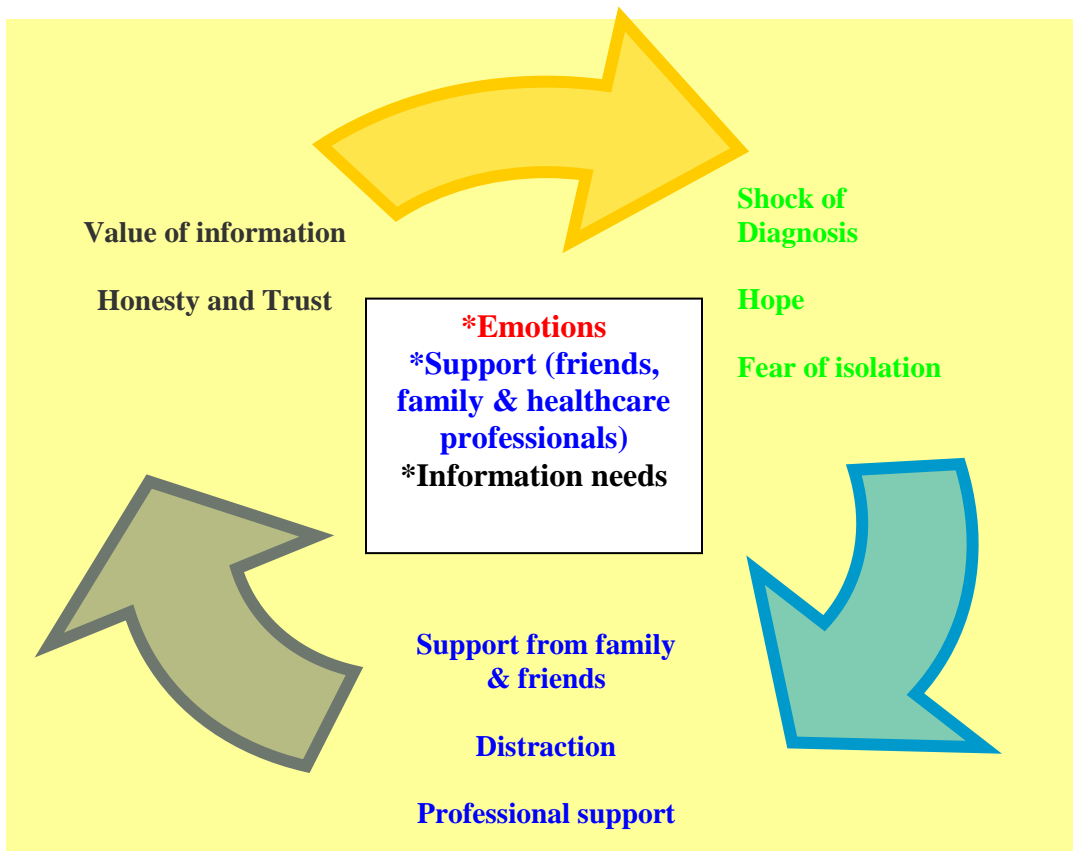 Value of information
Honesty and Trust
Shock of
Diagnosis
Hope
Fear of isolation
*Emotions
*Support (friends,
family & healthcare
professionals)
*Information needs
Support from family
& friends
Distraction
Professional support